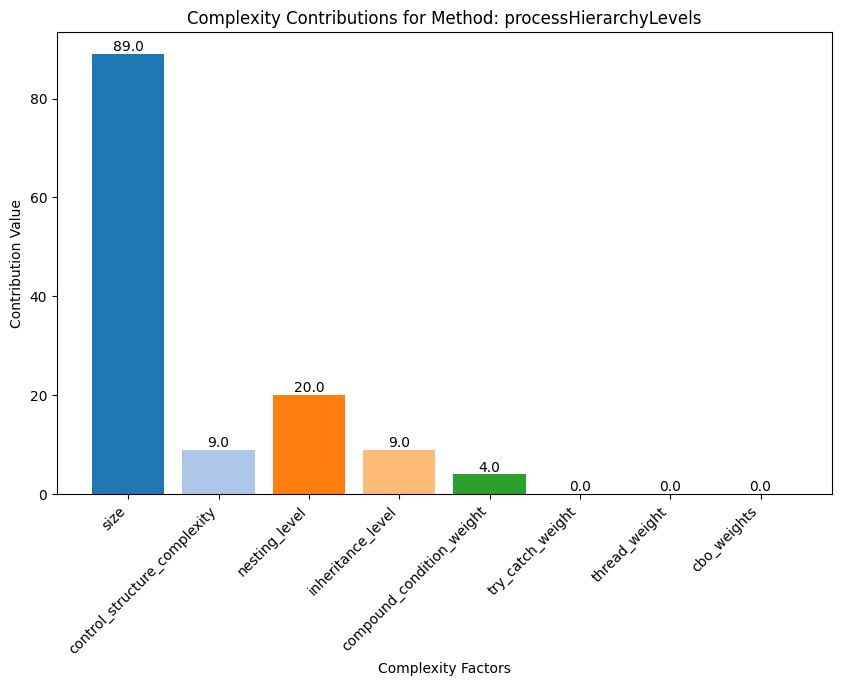 Complexity Contributions for Method: processHierarchyLevels
Contribution Value
80
60
40
20
0
89.0
9.0
20.0
9.0
4.0
0.0
0.0
0.0
size
control_structure_complexity
nesting_level
inheritance_level
compound_condition_weight
try_catch_weight
thread_weight
cbo_weights
Complexity Factors